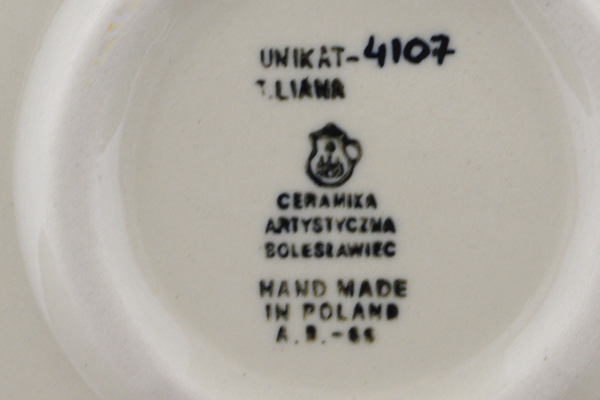 UNIKAT-4107
T.LIANA
CERAMIKA
ARTYSTYCZNA
BOLESŁAWIEC
HAND MADE
IN POLAND